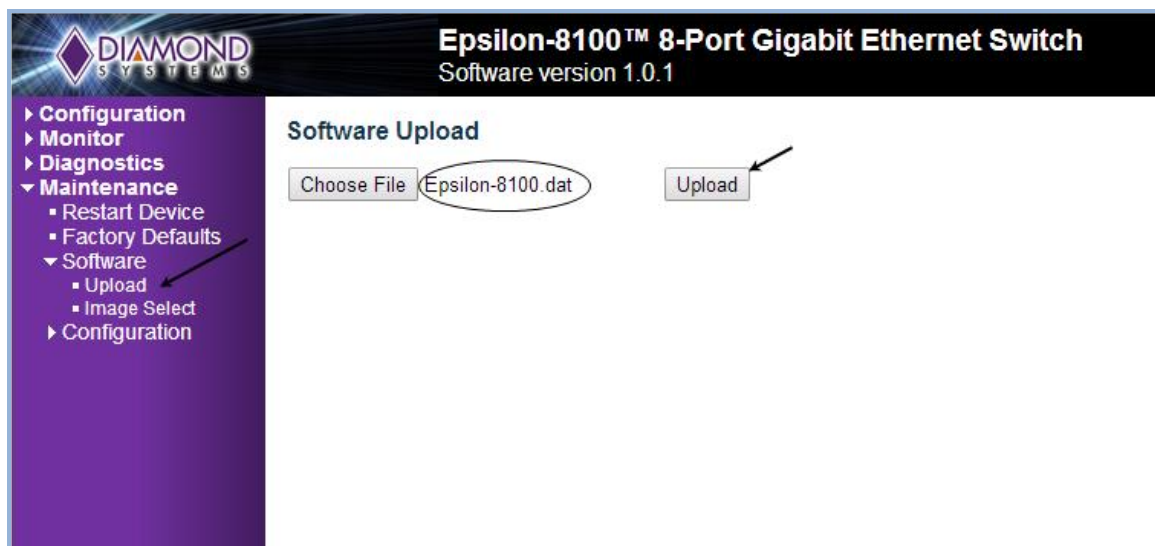 DIAMOND
SYSTEMS
Epsilon-8100™ 8-Port Gigabit Ethernet Switch
Software version 1.0.1
Configuration
Monitor
Diagnostics
Maintenance
Restart Device
Factory Defaults
Software
Upload
Image Select
Configuration
Software Upload
Choose File Epsilon-8100.dat Upload